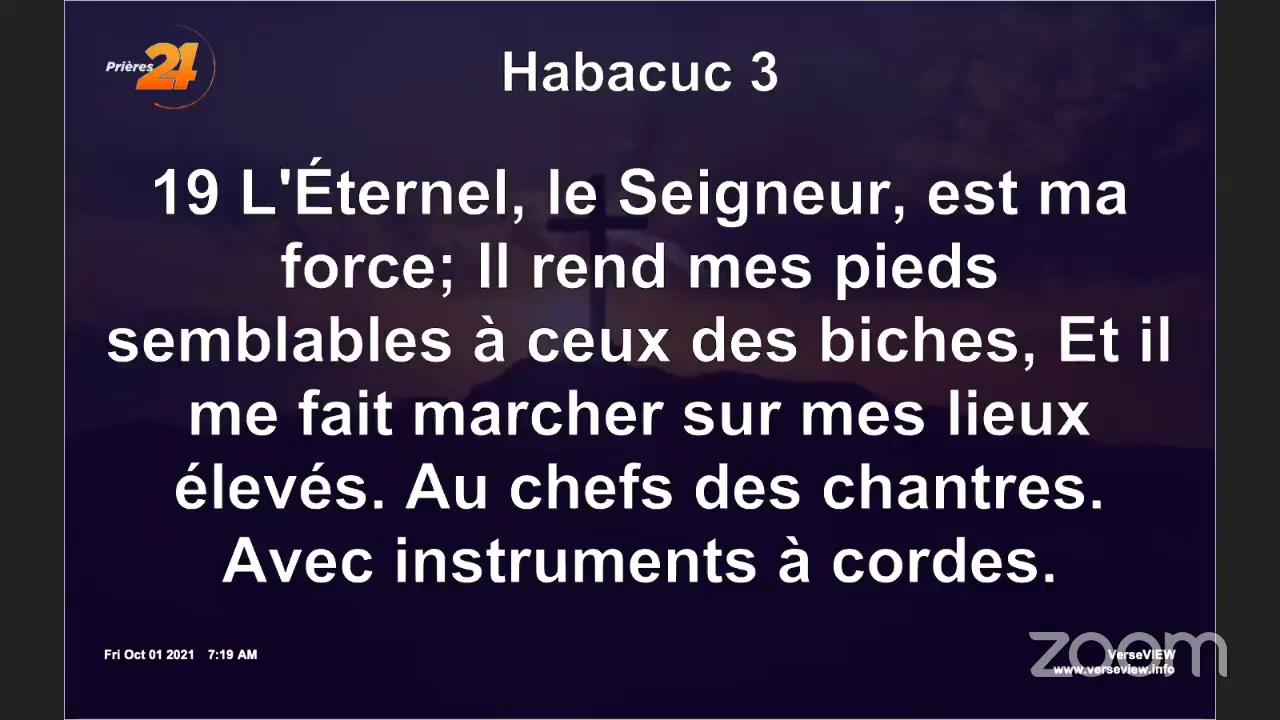 Prières 24
Habacuc 3
19 L'Éternel, le Seigneur, est ma
force; Il rend mes pieds
semblables à ceux des biches, Et il
me fait marcher sur mes lieux
élevés. Au chefs des chantres.
Avec instruments à cordes.
Fri Oct 01 2021 7:19 AM
zoom
VerseVIEW
www.verseview.info